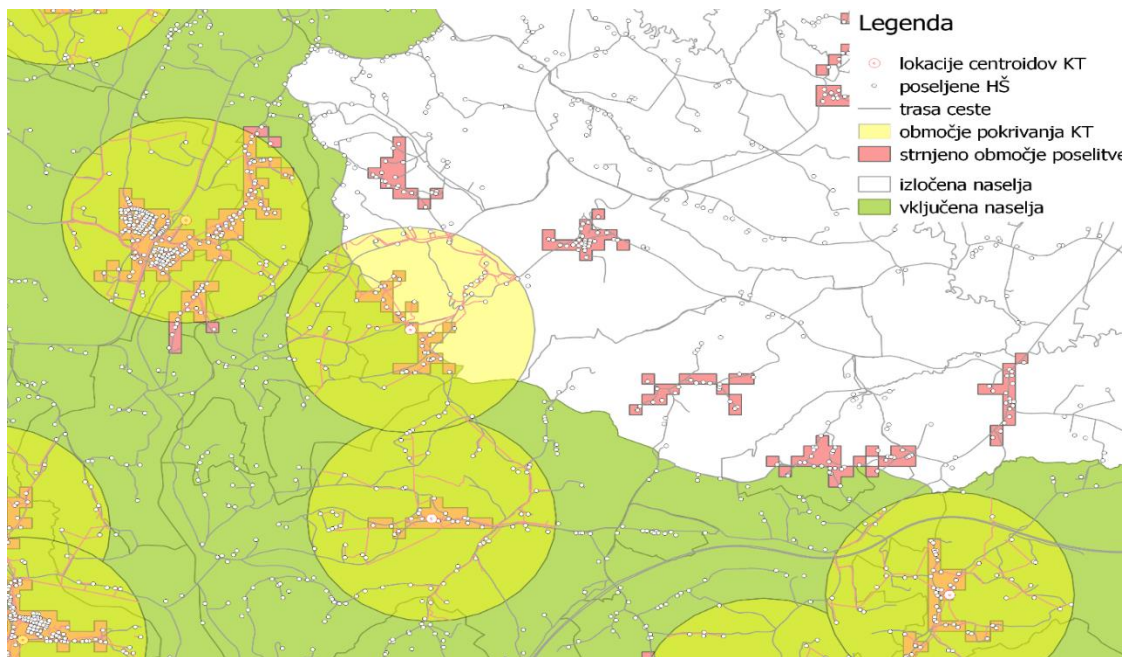 Legenda
lokacije centroidov KT
poseljene HŠ
trasa ceste
območje pokrivanja KT
strnjeno območje poselitve
izločena naselja
vključena naselja